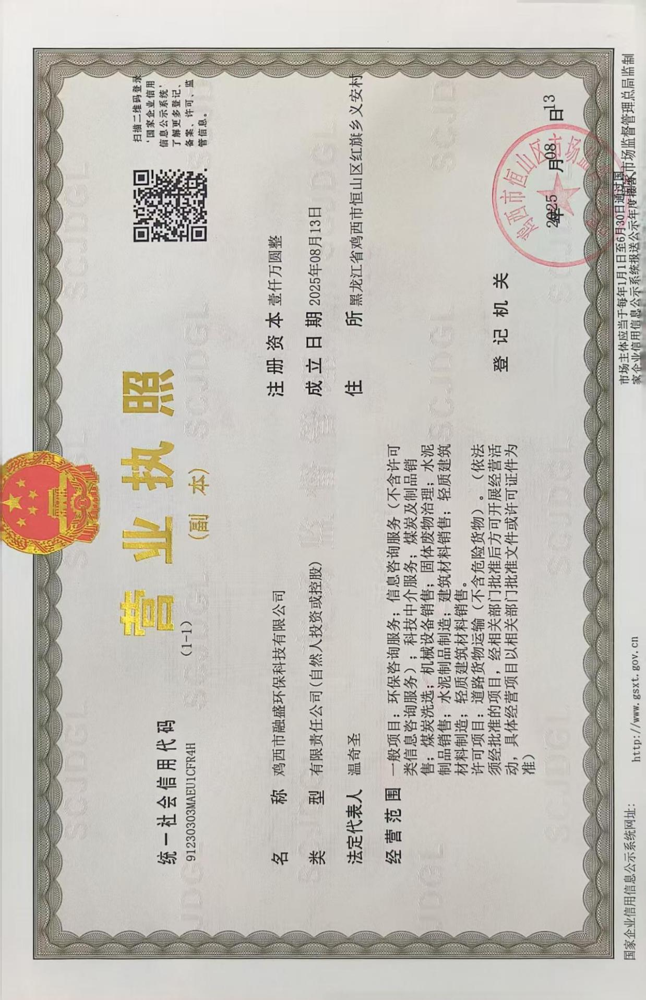 营业执照
(副 本)
(1-1)
统一社会信用代码
91230303MAEU1CFR4H
扫描二维码登录
‘国家企业信用
信息公示系统’
了解更多登记、
备案、许可、监
管信息。
名 称 鸡西市融盛环保科技有限公司
类 型 有限责任公司(自然人投资或控股)
法定代表人 温奇圣
经营范围 一般项目：环保咨询服务；信息咨询服务（不含许可
类信息咨询服务）；科技中介服务；煤炭及制品销
售；煤炭洗选；机械设备销售；固体废物治理；水泥
制品销售；水泥制品制造；建筑材料销售；轻质建筑
材料制造；轻质建筑材料销售。
许可项目：道路货物运输（不含危险货物）。（依法
须经批准的项目，经相关部门批准后方可开展经营活
动，具体经营项目以相关部门批准文件或许可证件为
准）
注册资本 壹仟万圆整
成立日期 2025年08月13日
住 所 黑龙江省鸡西市恒山区红旗乡义安村
登记机关
鸡西市恒山区市场监
2025年08月13日
国家企业信用信息公示系统网址：
http://www.gsxt.gov.cn
市场主体应当于每年1月1日至6月30日通过国
家企业信用信息公示系统报送公示年度报告
国家市场监督管理总局监制